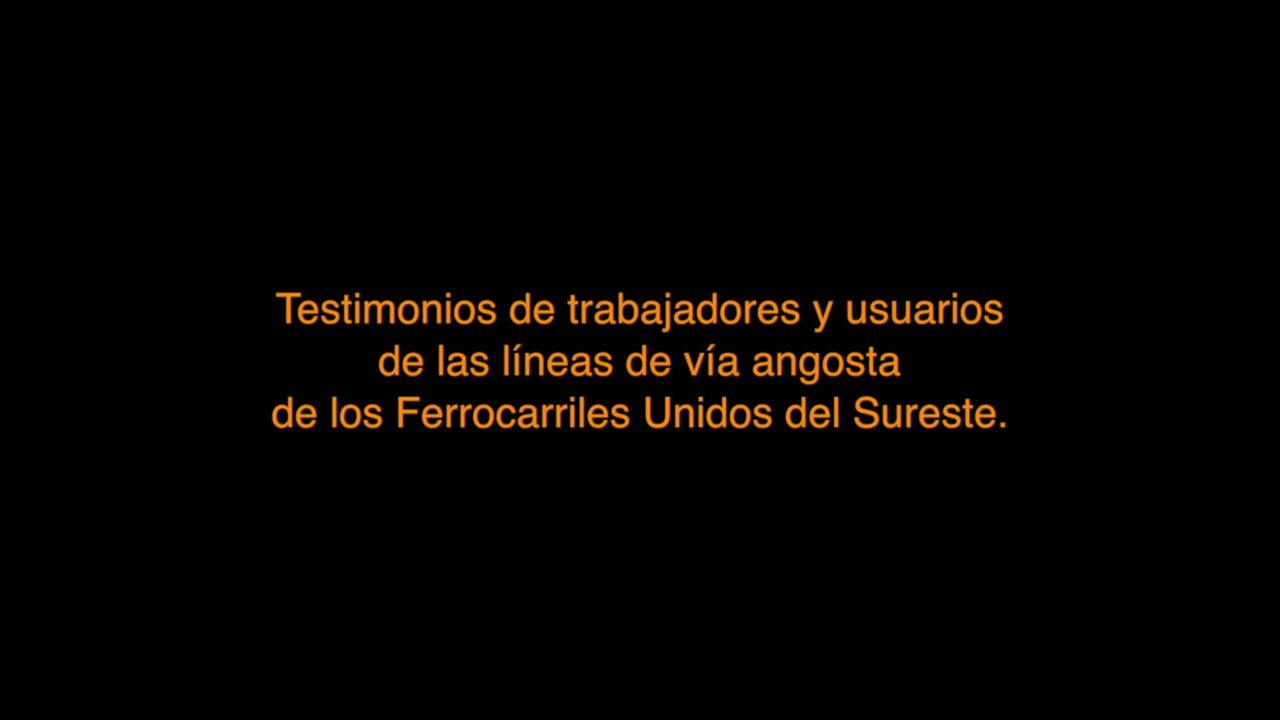 Testimonios de trabajadores y usuarios
de las líneas de vía angosta
de los Ferrocarriles Unidos del Sureste.